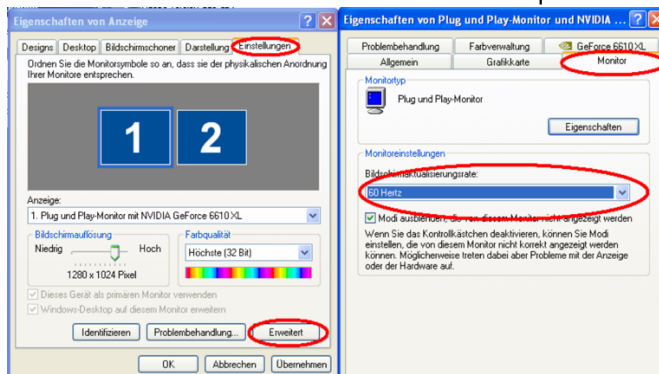 Eigenschaften von Anzeige
Designs Desktop Bildschirmschoner Darstellung Einstellungen
Ordnen Sie die Monitorsymbole so an, dass sie der physikalischen Anordnung
Ihrer Monitore entsprechen.
1 2
Anzeige:
1. Plug und Play-Monitor mit NVIDIA GeForce 6610 XL
Bildschirmauflösung
Niedrig Hoch
1280 x 1024 Pixel
Farbqualität
Höchste (32 Bit)
Dieses Gerät als primären Monitor verwenden
Windows-Desktop auf diesem Monitor erweitern
Identifizieren Problembehandlung... Erweitert
OK Abbrechen Übernehmen
Eigenschaften von Plug und Play-Monitor und NVIDIA ...
Problembehandlung Farbverwaltung GeForce 6610 XL
Allgemein Grafikkarte Monitor
Monitortyp
Plug und Play-Monitor
Eigenschaften
Monitoreinstellungen
Bildschirmaktualisierungsrate:
60 Hertz
Modi ausblenden, die von diesem Monitor nicht angezeigt werden
Wenn Sie das Kontrollkästchen deaktivieren, können Sie Modi
einstellen, die von diesem Monitor nicht korrekt angezeigt werden
können. Möglicherweise treten dabei aber Probleme mit der Anzeige
oder der Hardware auf.